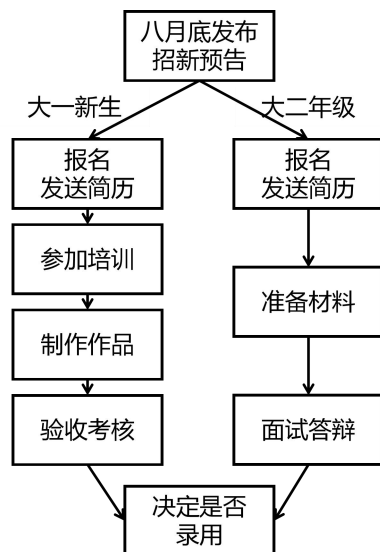 八月底发布
招新预告
大一新生
大二年级
报名
发送简历
报名
发送简历
参加培训
准备材料
制作作品
验收考核
面试答辩
决定是否
录用